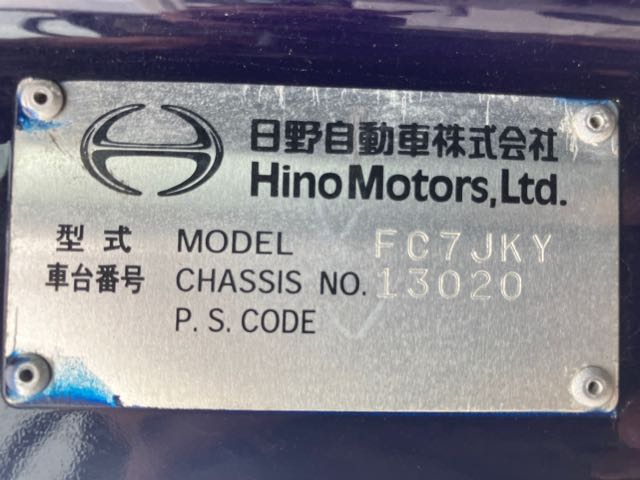 日野自動車株式会社
Hino Motors, Ltd.
型式 MODEL FC7JKY
車台番号 CHASSIS NO. 13020
P. S. CODE